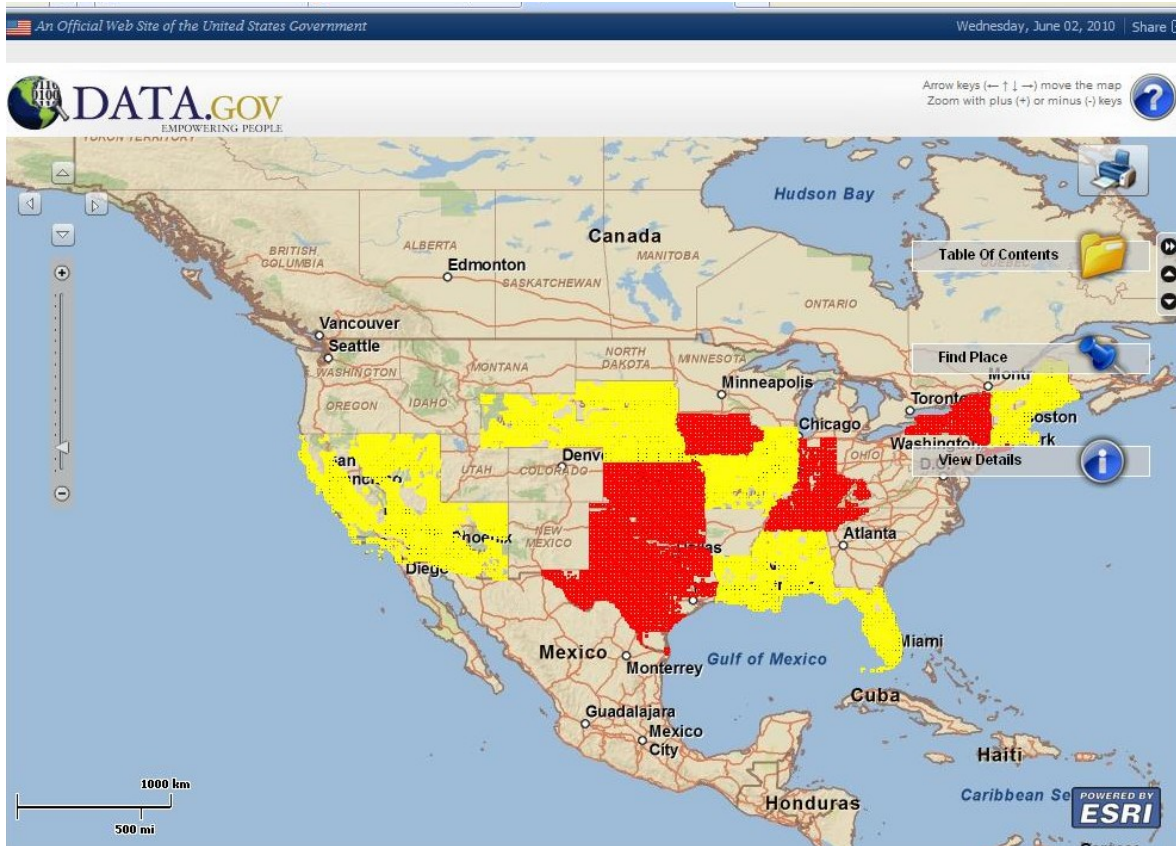 An Official Web Site of the United States Government
Wednesday, June 02, 2010
Share
DATA.GOV
EMPOWERING PEOPLE
Arrow keys (← ↑ ↓ →) move the map
Zoom with plus (+) or minus (-) keys
?
YUKON TERRITORY
Hudson Bay
Canada
BRITISH COLUMBIA
ALBERTA
MANITOBA
Edmonton
SASKATCHEWAN
Table Of Contents
ONTARIO
Vancouver
Seattle
WASHINGTON
MONTANA
NORTH DAKOTA
MINNESOTA
Find Place
Minneapolis
OREGON
IDAHO
Toronto
Boston
Chicago
Washington
D.C.
View Details
i
OHIO
UTAH
COLORADO
Denv
NEW MEXICO
Phoenix
Atlanta
Diego
Mexico
Monterrey
Gulf of Mexico
Miami
Cuba
Guadalajara
Mexico City
Haiti
Honduras
Caribbean Se
1000 km
500 mi
POWERED BY
ESRI